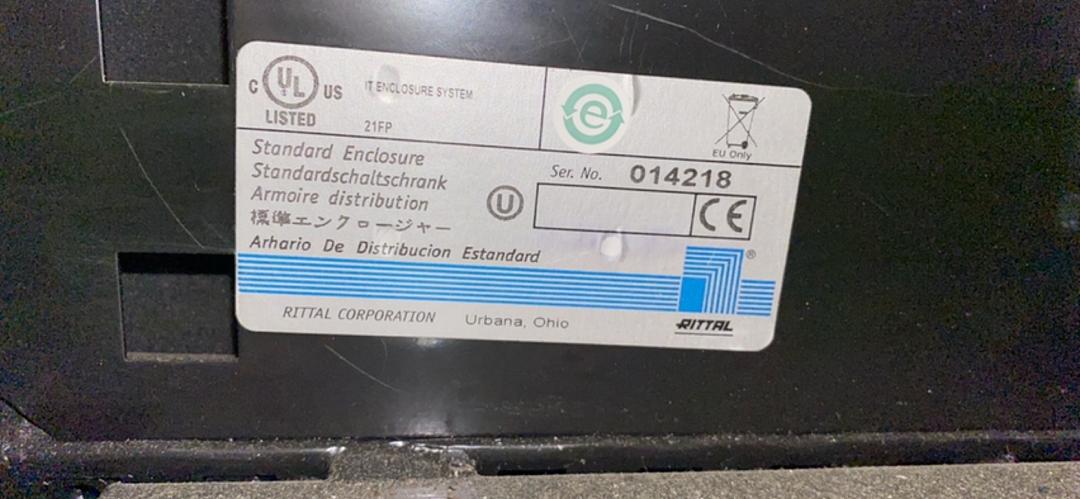 C UL US
LISTED
IT ENCLOSURE SYSTEM
21FP
e
EU Only
Standard Enclosure
Standardschaltschrank
Armoire distribution
標準エンクロージャー
Arhario De Distribucion Estandard
Ser. No. 014218
U
CE
®
RITTAL
RITTAL CORPORATION Urbana, Ohio